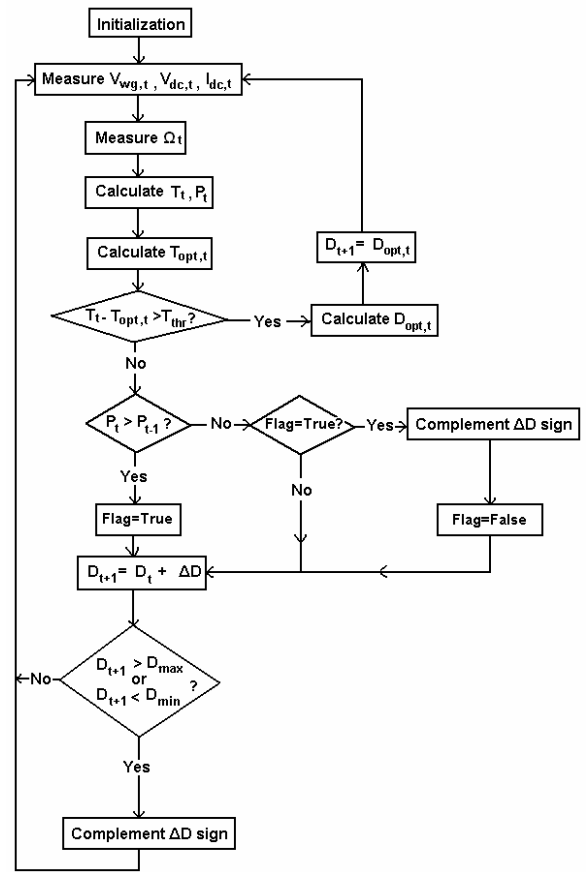 Initialization
Measure V_wg,t , V_dc,t , I_dc,t
Measure Ω_t
Calculate T_t , P_t
Calculate T_opt,t
D_t+1 = D_opt,t
T_t - T_opt,t > T_thr ?
Yes
Calculate D_opt,t
No
P_t > P_t-1 ?
No
Flag=True?
Yes
Complement ΔD sign
Yes
No
Flag=True
Flag=False
D_t+1 = D_t + ΔD
D_t+1 > D_max
or
D_t+1 < D_min
?
No
Yes
Complement ΔD sign